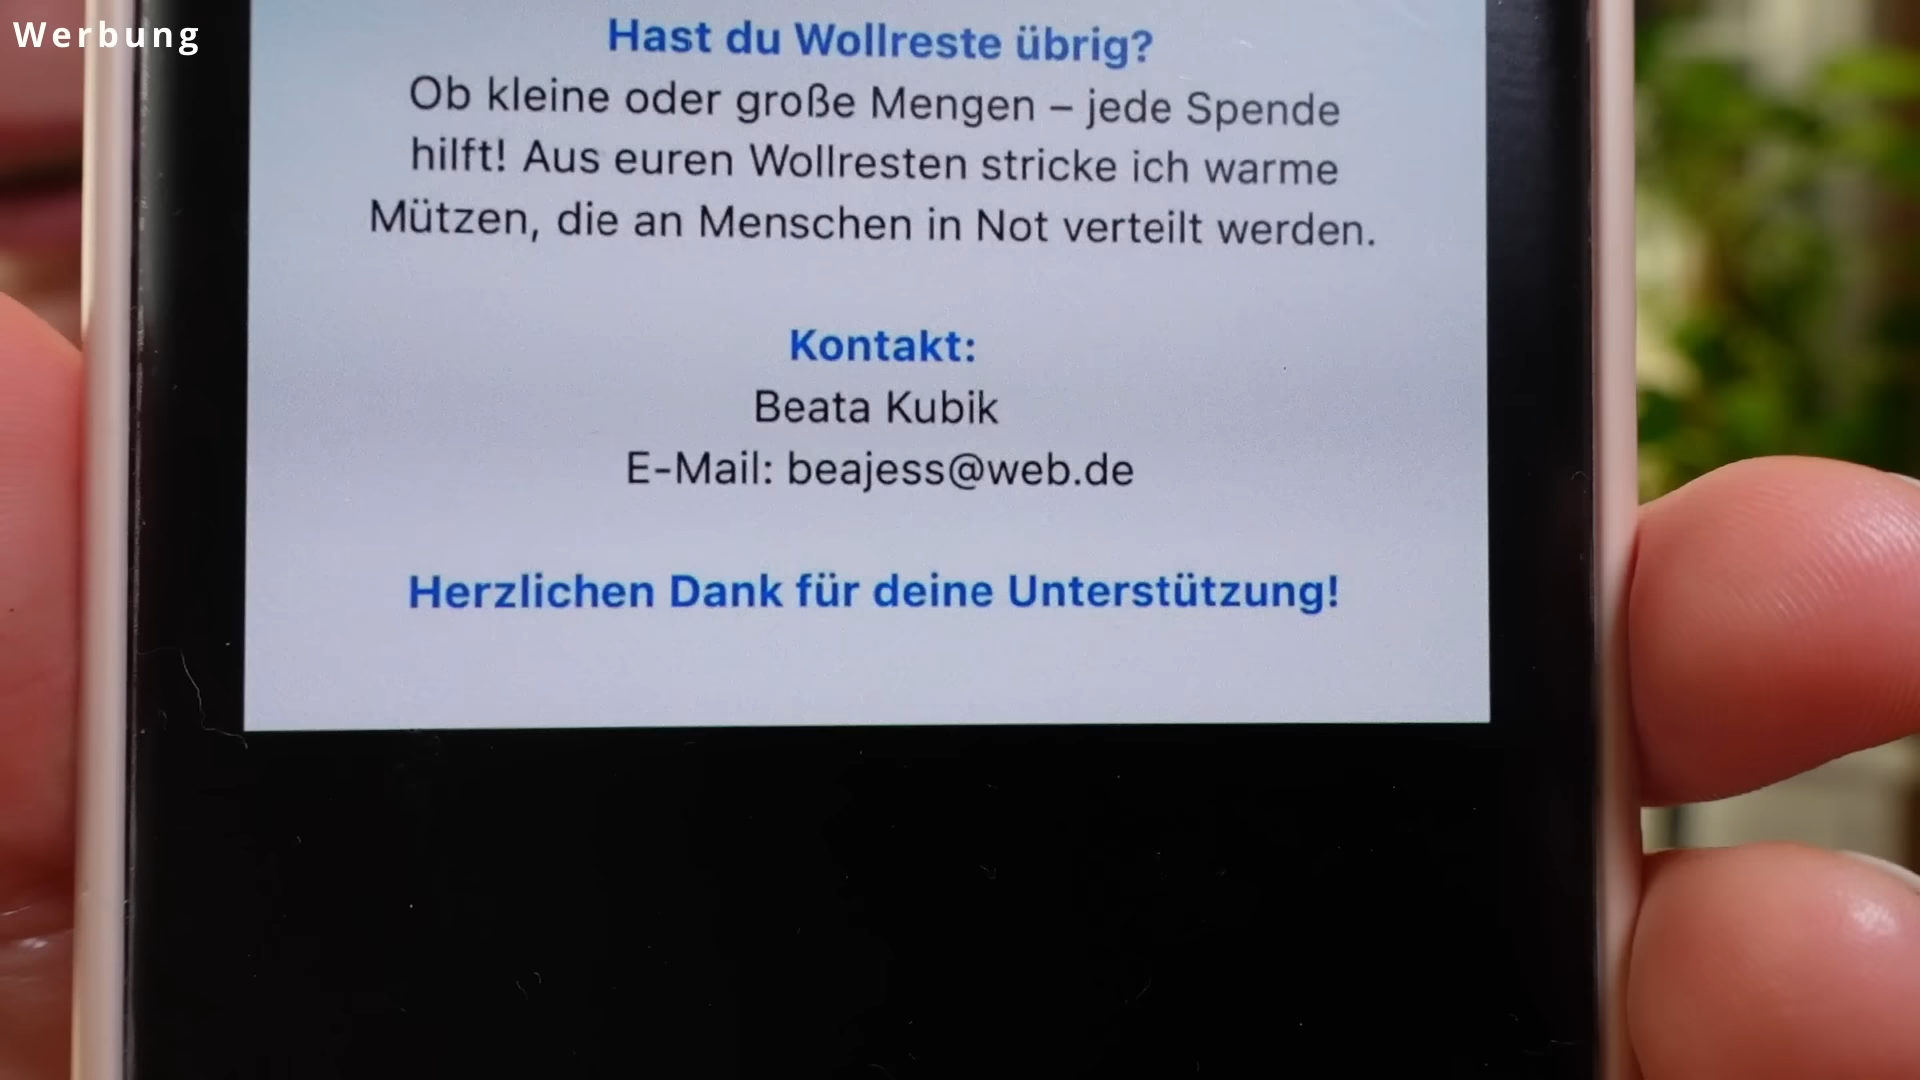 Werbung
Hast du Wollreste übrig?
Ob kleine oder große Mengen – jede Spende
hilft! Aus euren Wollresten stricke ich warme
Mützen, die an Menschen in Not verteilt werden.
Kontakt:
Beata Kubik
E-Mail: beajess@web.de
Herzlichen Dank für deine Unterstützung!